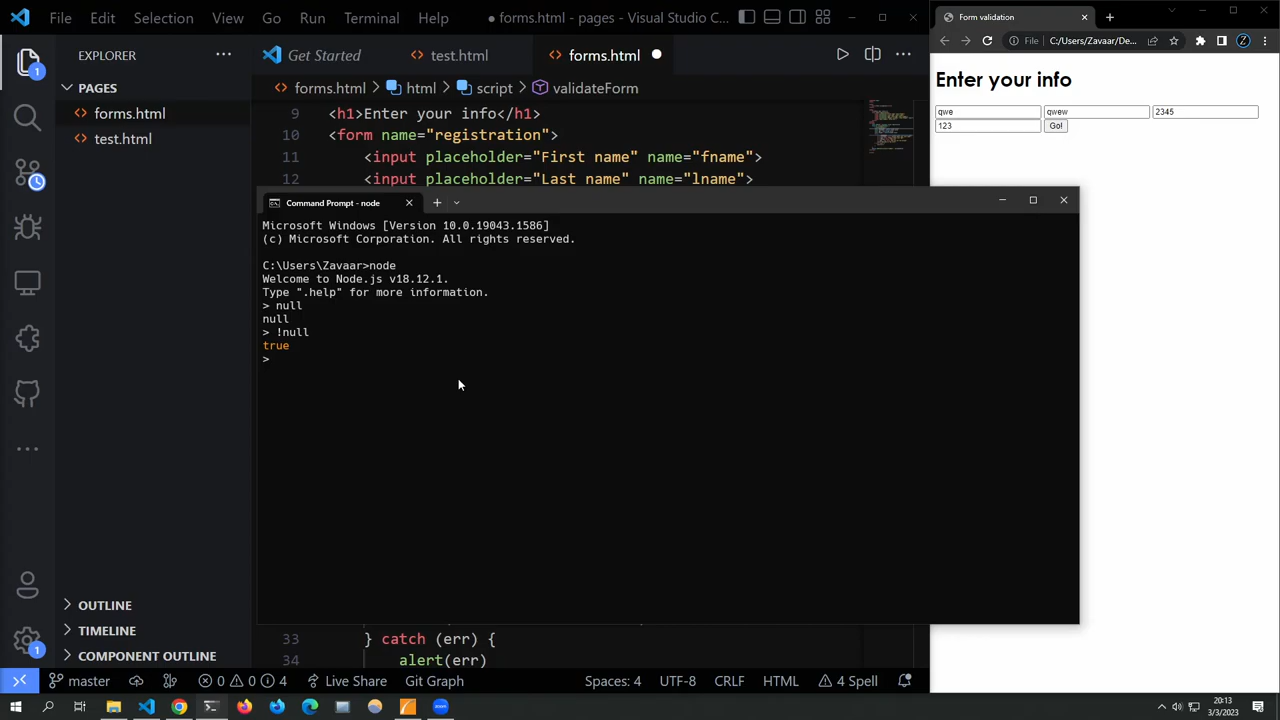 File Edit Selection View Go Run Terminal Help ● forms.html - pages - Visual Studio C...
EXPLORER ...
PAGES
forms.html
test.html
OUTLINE
TIMELINE
COMPONENT OUTLINE
1
1
Get Started test.html forms.html
forms.html > html > script > validateForm
9 <h1>Enter your info</h1>
10 <form name="registration">
11 <input placeholder="First name" name="fname">
12 <input placeholder="Last name" name="lname">
Command Prompt - node
Microsoft Windows [Version 10.0.19043.1586]
(c) Microsoft Corporation. All rights reserved.
C:\Users\Zavaar>node
Welcome to Node.js v18.12.1.
Type ".help" for more information.
> null
null
> !null
true
>
33 } catch (err) {
34 alert(err)
master 0 0 4 Live Share Git Graph Spaces: 4 UTF-8 CRLF HTML 4 Spell
Form validation
File C:/Users/Zavaar/De... Z
Enter your info
qwe qwew 2345
123 Go!
zoom
20:13
3/3/2023